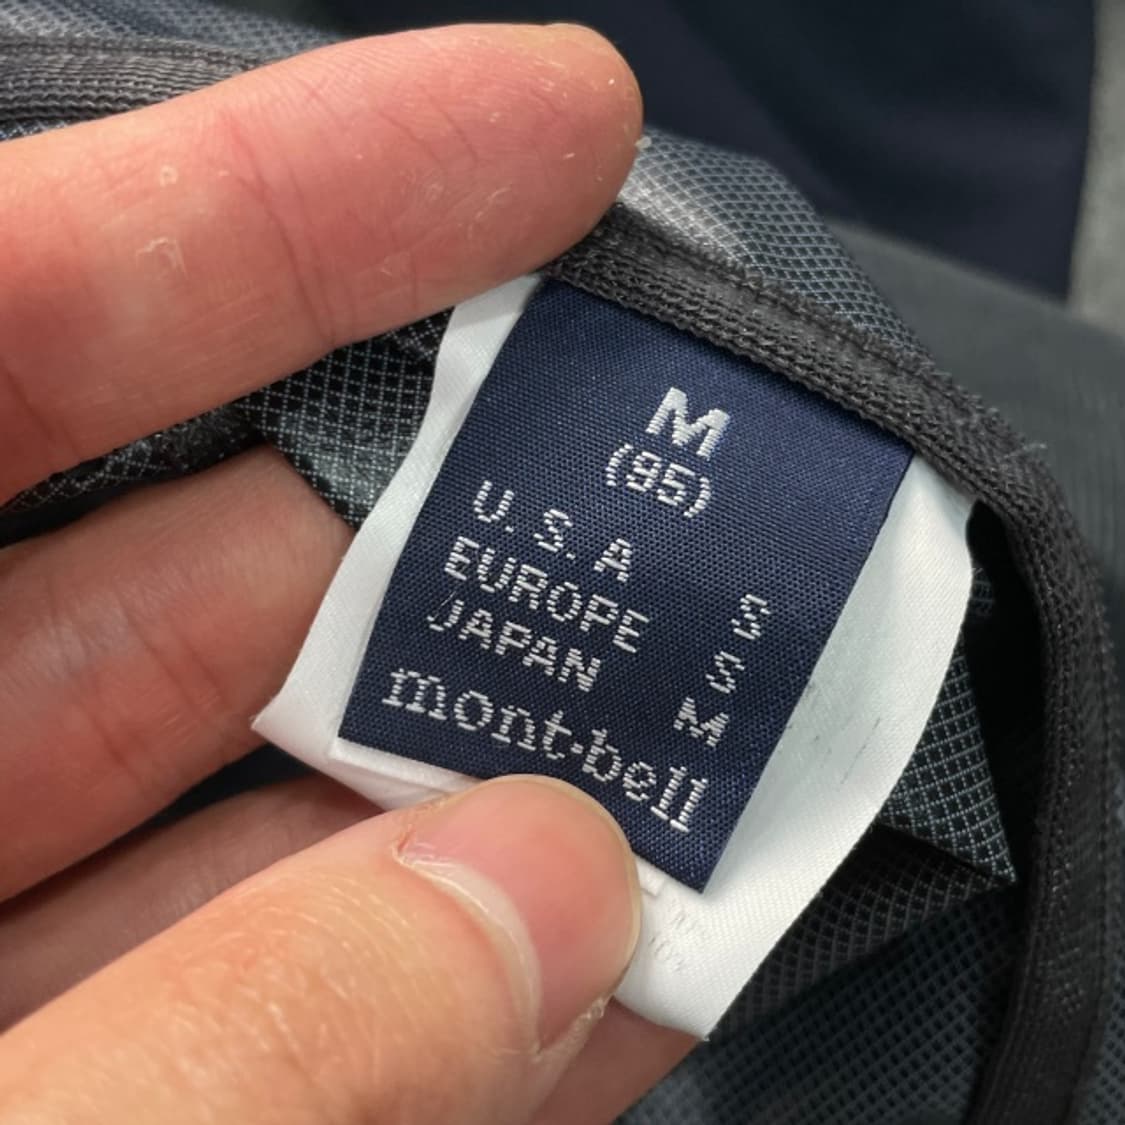 M
(95)
U.S.A S
EUROPE S
JAPAN M
mont·bell